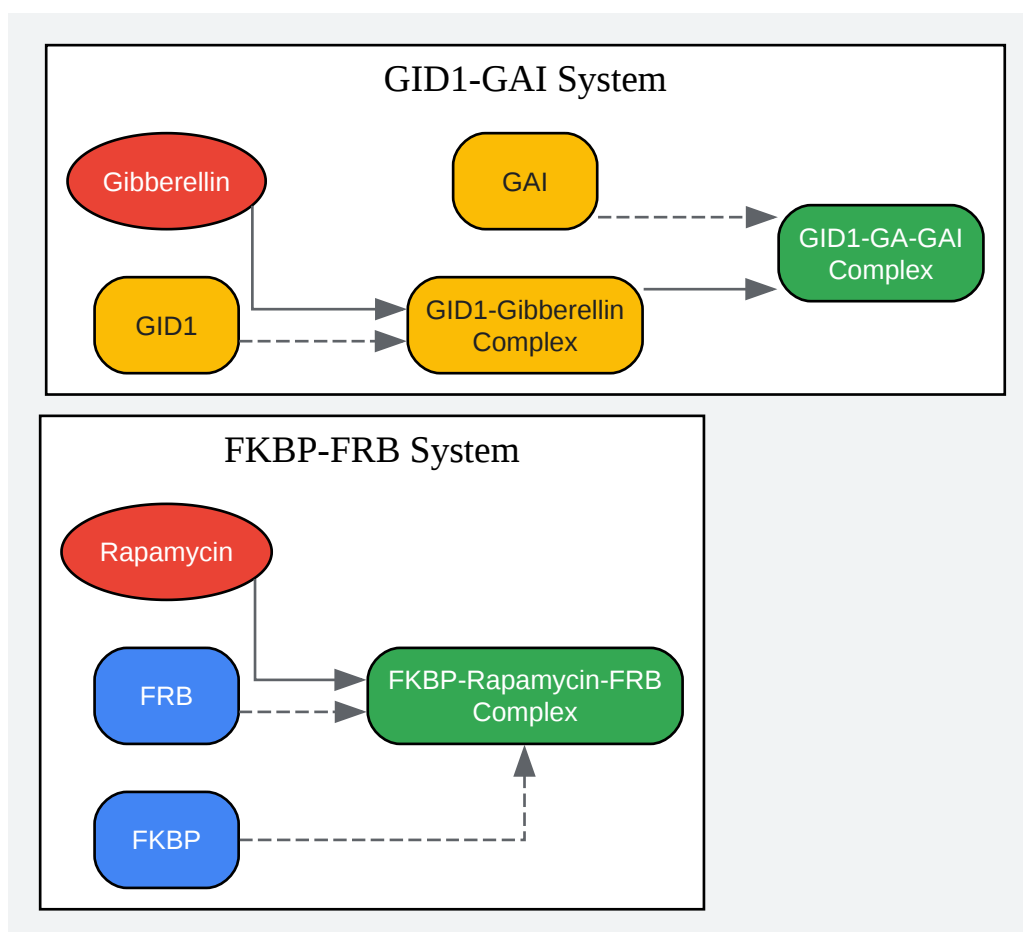 GID1-GAI System
Gibberellin
GAI
GID1-GA-GAI
Complex
GID1
GID1-Gibberellin
Complex
FKBP-FRB System
Rapamycin
FRB
FKBP-Rapamycin-FRB
Complex
FKBP